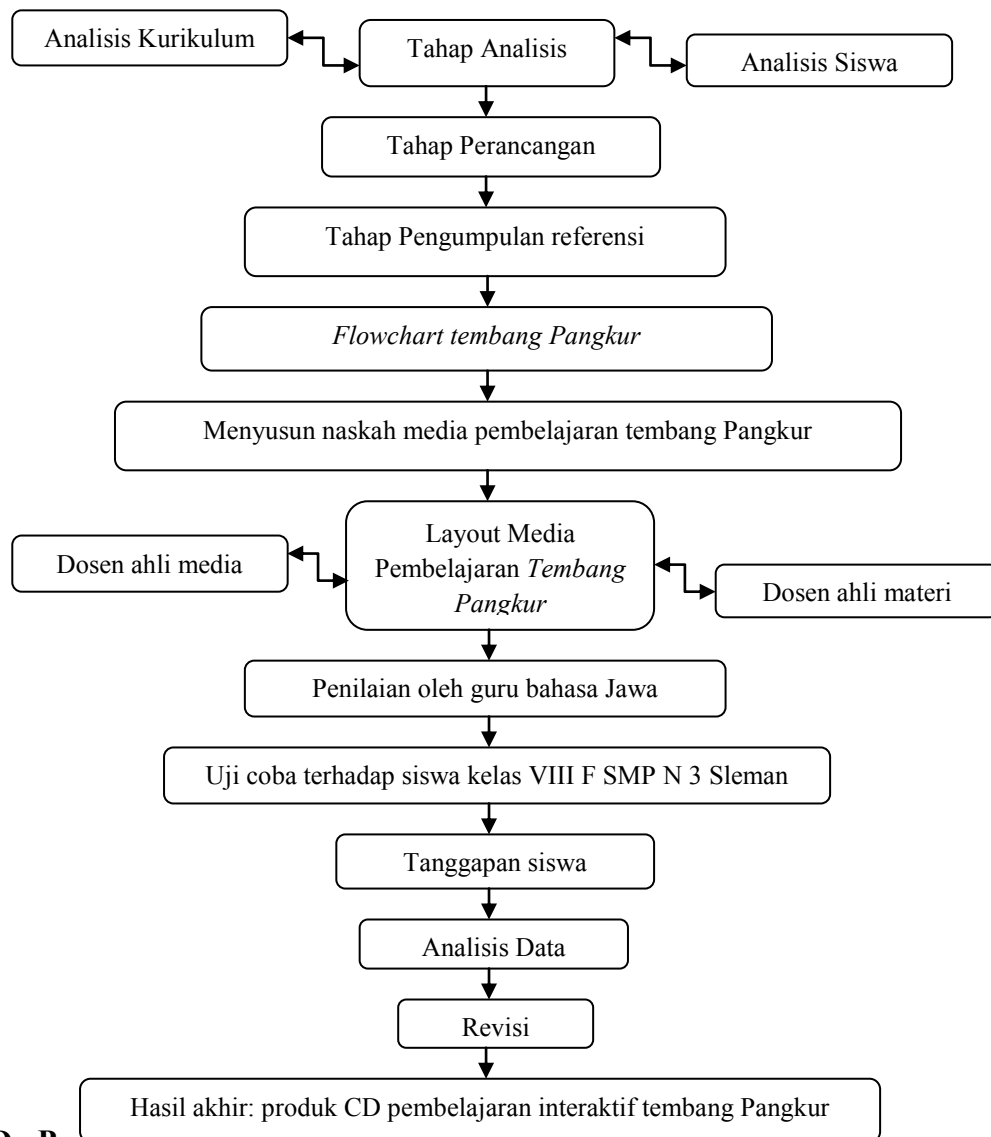 Analisis Kurikulum
Tahap Analisis
Analisis Siswa
Tahap Perancangan
Tahap Pengumpulan referensi
Flowchart tembang Pangkur
Menyusun naskah media pembelajaran tembang Pangkur
Layout Media
Pembelajaran Tembang
Pangkur
Dosen ahli media
Dosen ahli materi
Penilaian oleh guru bahasa Jawa
Uji coba terhadap siswa kelas VIII F SMP N 3 Sleman
Tanggapan siswa
Analisis Data
Revisi
Hasil akhir: produk CD pembelajaran interaktif tembang Pangkur